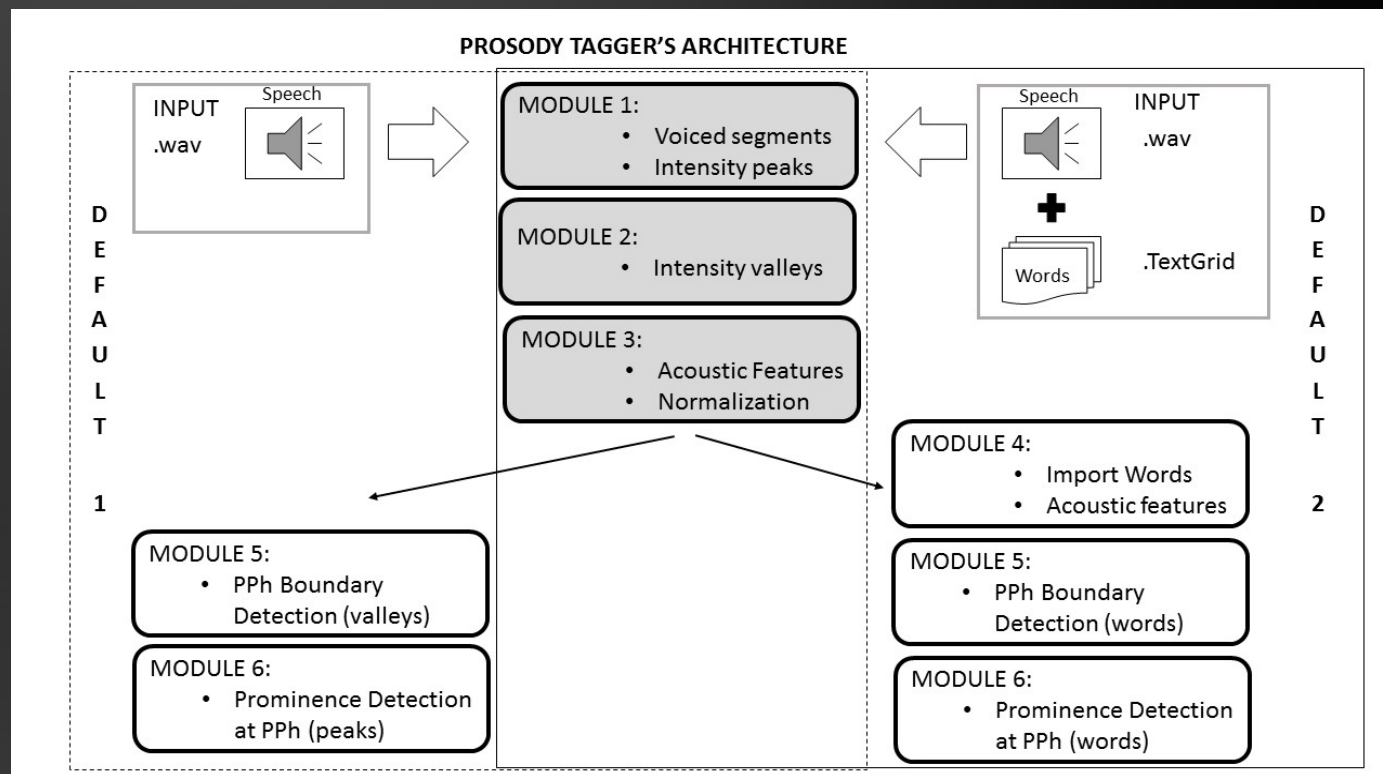 PROSODY TAGGER'S ARCHITECTURE
DEFAULT 1
INPUT
.wav
Speech
MODULE 1:
• Voiced segments
• Intensity peaks
MODULE 2:
• Intensity valleys
MODULE 3:
• Acoustic Features
• Normalization
Speech
INPUT
.wav
Words
.TextGrid
DEFAULT 2
MODULE 5:
• PPh Boundary
Detection (valleys)
MODULE 6:
• Prominence Detection
at PPh (peaks)
MODULE 4:
• Import Words
• Acoustic features
MODULE 5:
• PPh Boundary
Detection (words)
MODULE 6:
• Prominence Detection
at PPh (words)